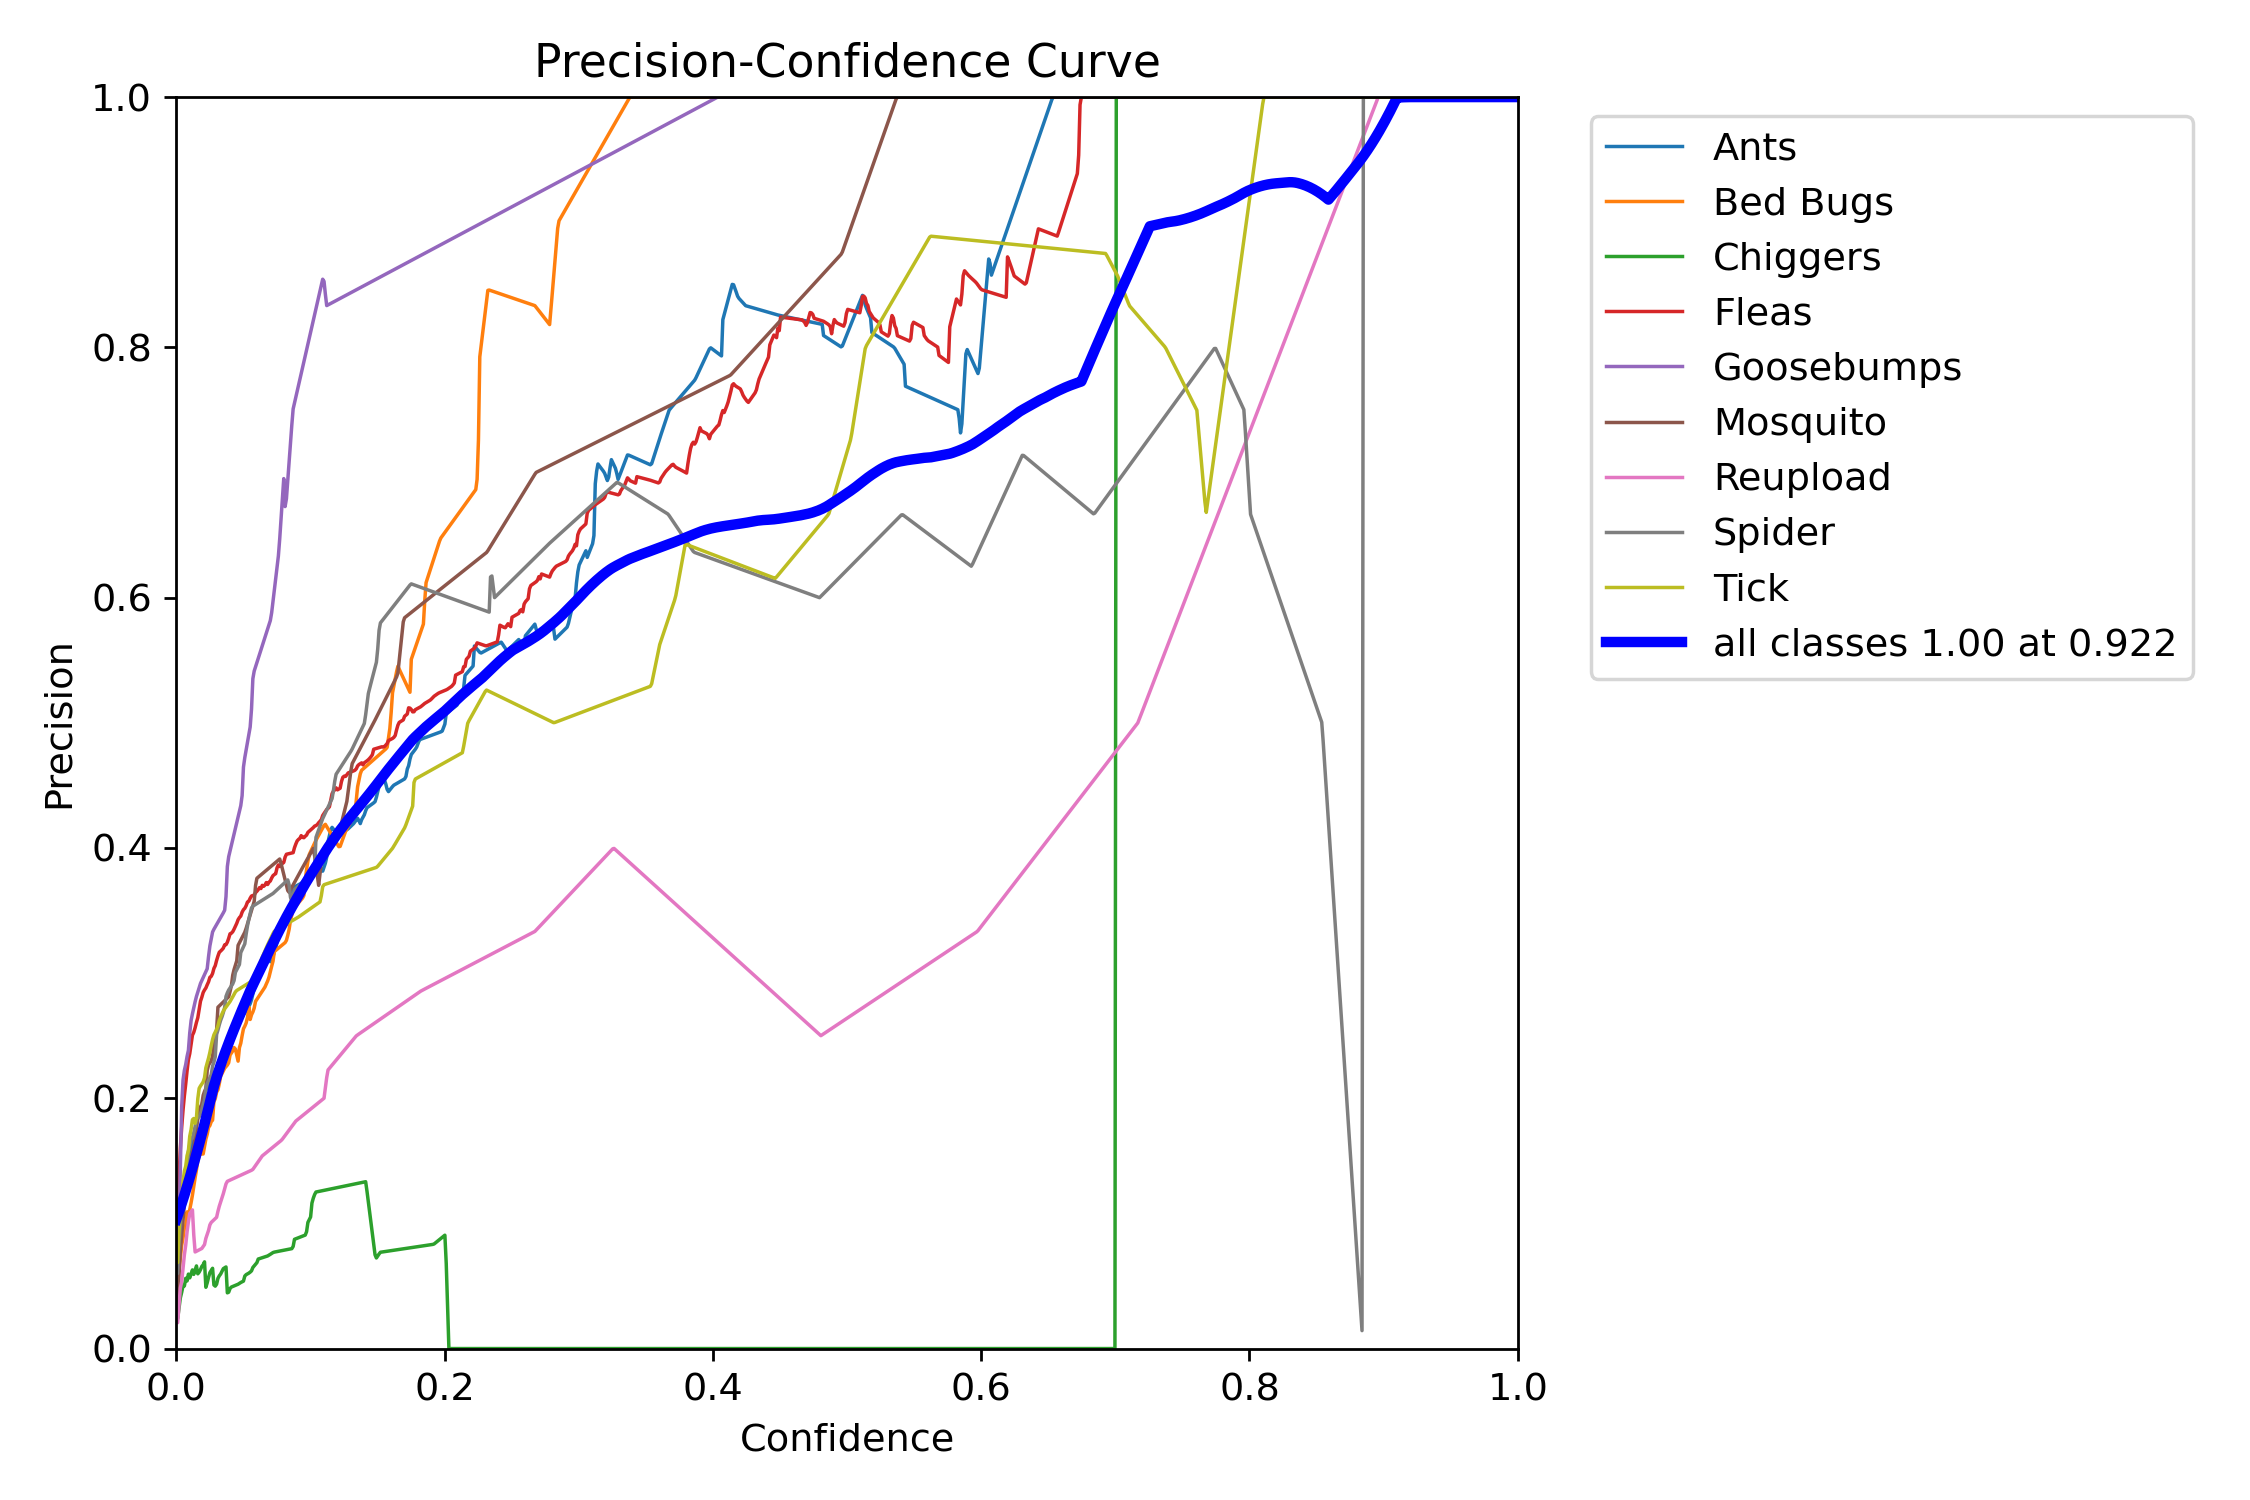 Precision-Confidence Curve
1.0
0.8
0.6
0.4
0.2
0.0
Precision
0.0 0.2 0.4 0.6 0.8 1.0
Confidence
Ants
Bed Bugs
Chiggers
Fleas
Goosebumps
Mosquito
Reupload
Spider
Tick
all classes 1.00 at 0.922